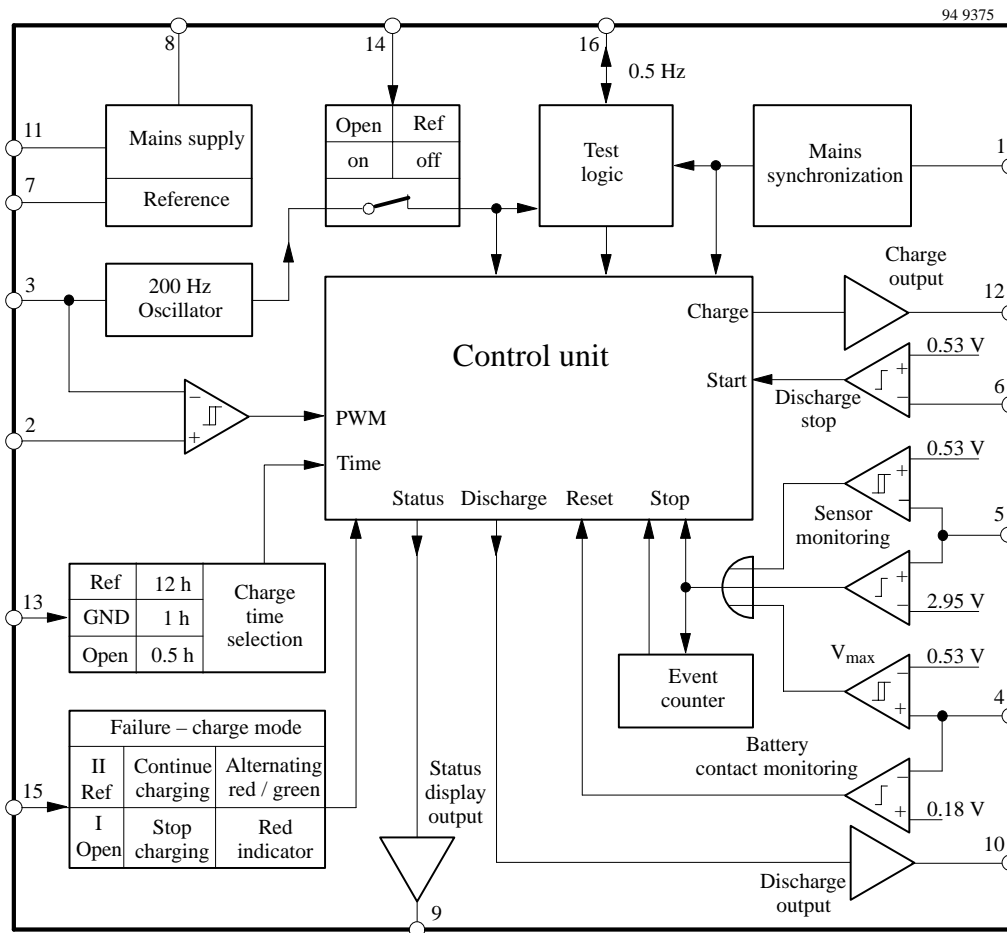 94 9375
8
14
16
0.5 Hz
11
Mains supply
7
Reference
Open
Ref
on
off
Test
logic
Mains
synchronization
1
3
200 Hz
Oscillator
Control unit
Charge
Charge
output
12
Start
Discharge
stop
0.53 V
+
−
6
−
+
2
PWM
Time
Status
Discharge
Reset
Stop
0.53 V
+
−
Sensor
monitoring
5
+
−
2.95 V
13
Ref
12 h
GND
1 h
Open
0.5 h
Charge
time
selection
Event
counter
Vmax
0.53 V
−
+
4
15
Failure – charge mode
II
Ref
Continue
charging
Alternating
red / green
I
Open
Stop
charging
Red
indicator
Status
display
output
Battery
contact monitoring
−
+
0.18 V
Discharge
output
10
9